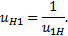 u_{H1} = \frac{1}{u_{1H}}.